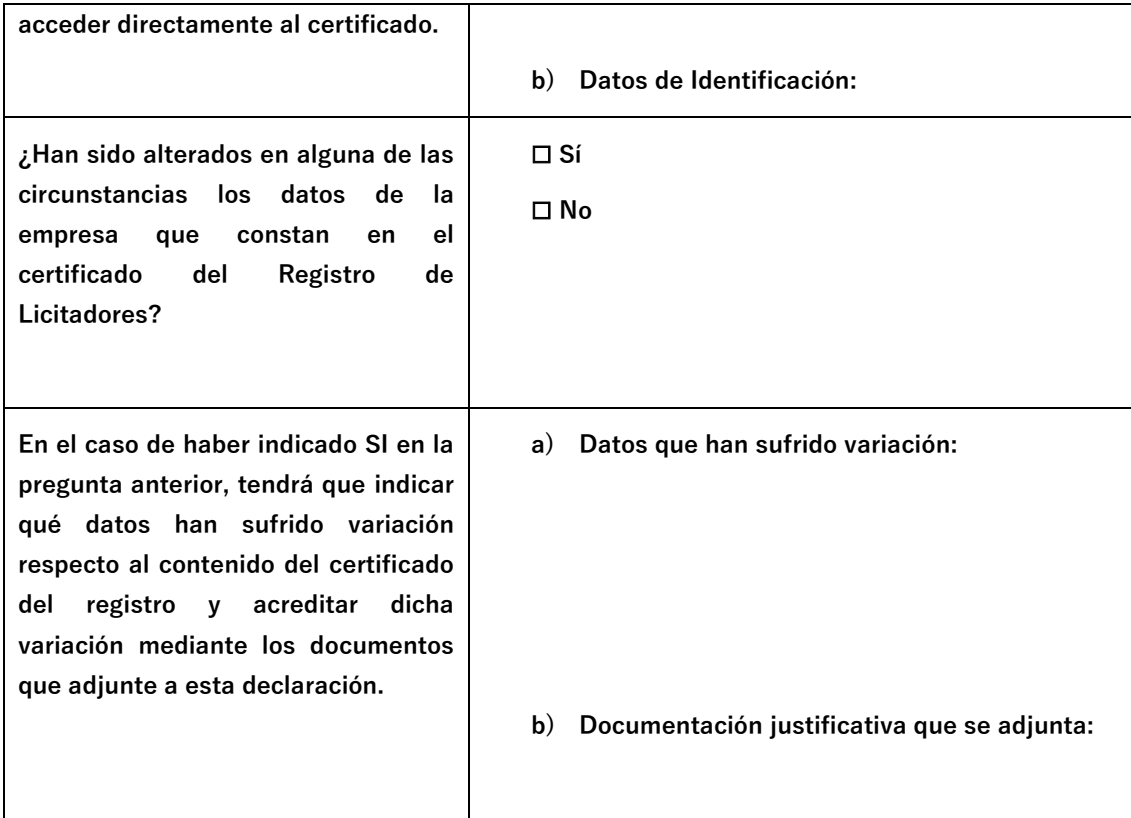 acceder directamente al certificado.
b) Datos de Identificación:
¿Han sido alterados en alguna de las
circunstancias los datos de la
empresa que constan en el
certificado del Registro de
Licitadores?
☐ Sí
☐ No
En el caso de haber indicado SI en la
pregunta anterior, tendrá que indicar
qué datos han sufrido variación
respecto al contenido del certificado
del registro y acreditar dicha
variación mediante los documentos
que adjunte a esta declaración.
a) Datos que han sufrido variación:
b) Documentación justificativa que se adjunta: